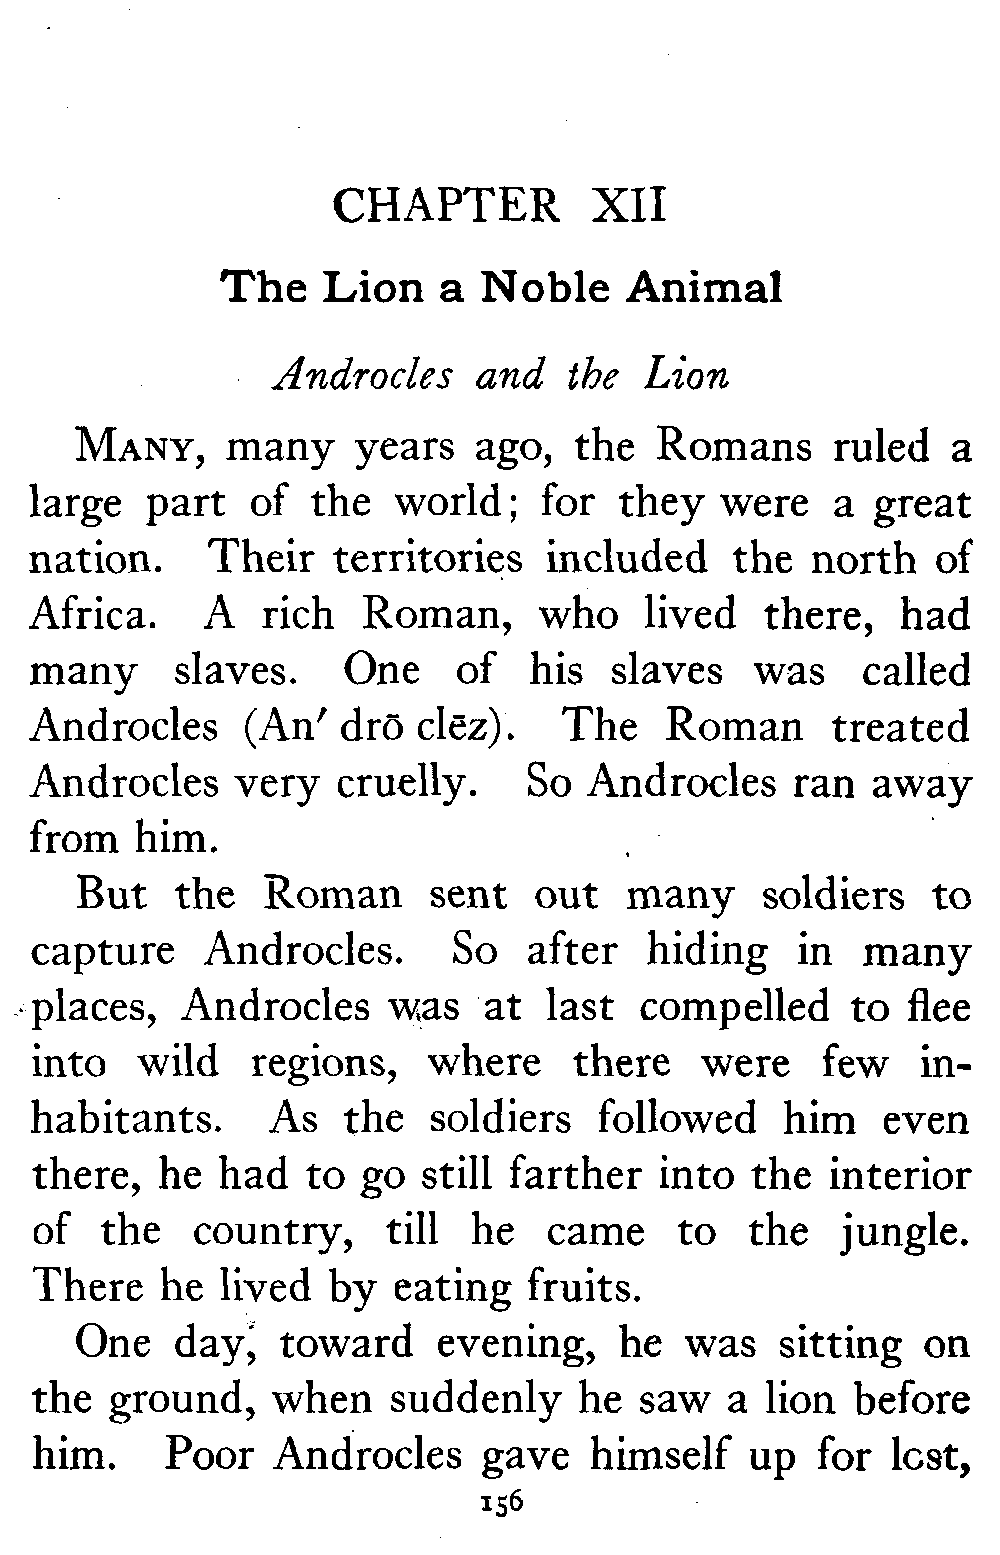 CHAPTER XII
The Lion a Noble Animal
Androcles and the Lion
MANY, many years ago, the Romans ruled a
large part of the world; for they were a great
nation. Their territories included the north of
Africa. A rich Roman, who lived there, had
many slaves. One of his slaves was called
Androcles (An′ drō clēz). The Roman treated
Androcles very cruelly. So Androcles ran away
from him.
But the Roman sent out many soldiers to
capture Androcles. So after hiding in many
places, Androcles was at last compelled to flee
into wild regions, where there were few in-
habitants. As the soldiers followed him even
there, he had to go still farther into the interior
of the country, till he came to the jungle.
There he lived by eating fruits.
One day, toward evening, he was sitting on
the ground, when suddenly he saw a lion before
him. Poor Androcles gave himself up for lost,
156